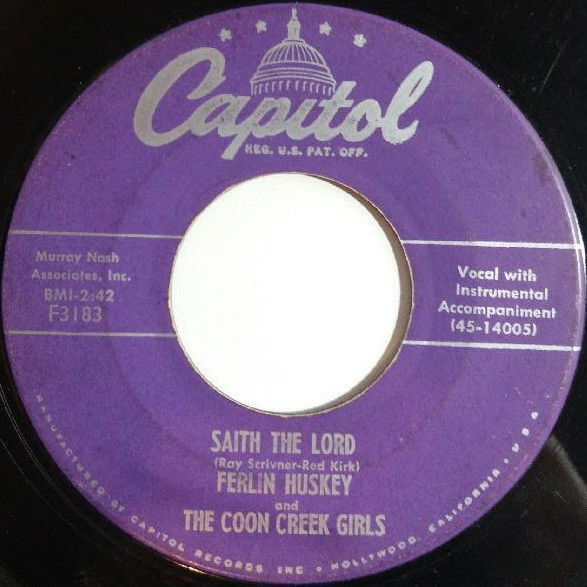 Capitol
REG. U.S. PAT. OFF.
Murray Nash
Associates, Inc.
BMI-2:42
F3183
Vocal with
Instrumental
Accompaniment
(45-14005)
SAITH THE LORD
(Ray Scrivner-Red Kirk)
FERLIN HUSKEY
and
THE COON CREEK GIRLS
MANUFACTURED BY CAPITOL RECORDS INC • HOLLYWOOD, CALIFORNIA • U S A